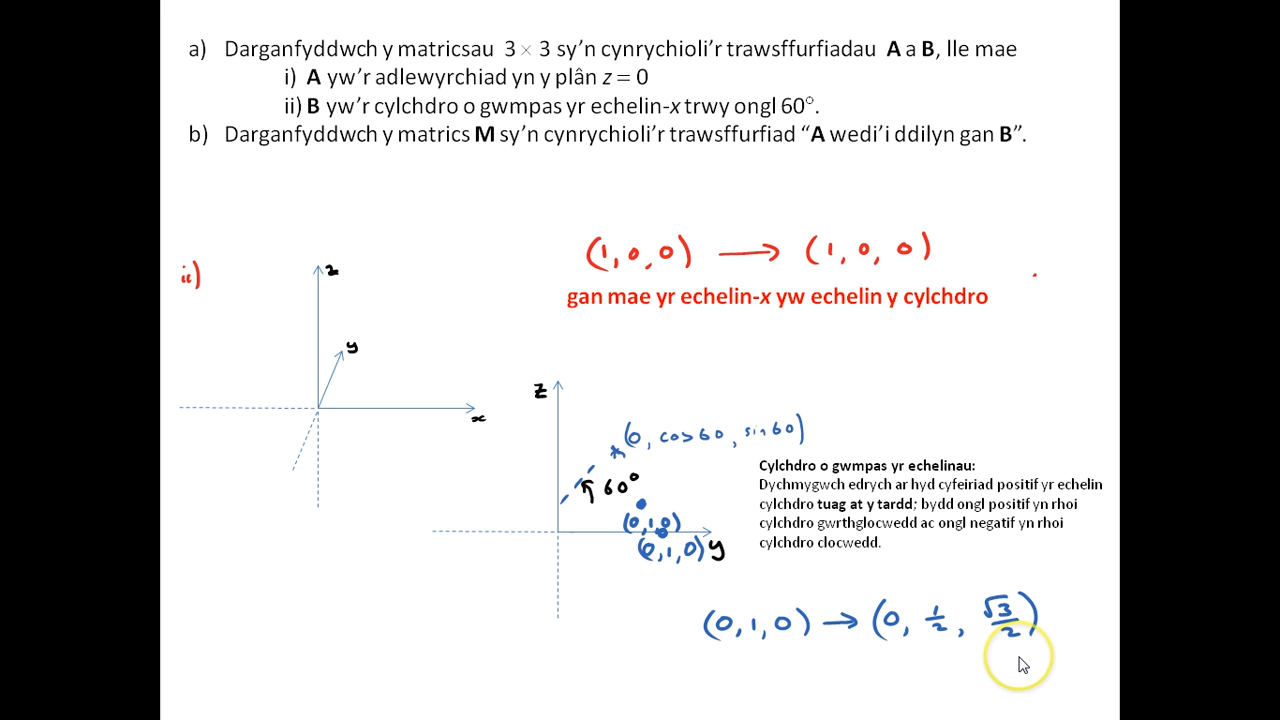 a) Darganfyddwch y matricsau 3 × 3 sy’n cynrychioli’r trawsffurfiadau A a B, lle mae
i) A yw’r adlewyrchiad yn y plân z = 0
ii) B yw’r cylchdro o gwmpas yr echelin-x trwy ongl 60°.
b) Darganfyddwch y matrics M sy’n cynrychioli’r trawsffurfiad “A wedi’i ddilyn gan B”.
ii)
(1, 0, 0) → (1, 0, 0)
gan mae yr echelin-x yw echelin y cylchdro
z
y
x
z
(0, cos60, sin60)
60°
(0,1,0)
(0,1,0) y
Cylchdro o gwmpas yr echelinau:
Dychmygwch edrych ar hyd cyfeiriad positif yr echelin
cylchdro tuag at y tardd; bydd ongl positif yn rhoi
cylchdro gwrthglocwedd ac ongl negatif yn rhoi
cylchdro clocwedd.
(0, 1, 0) → (0, 1/2, √3/2)